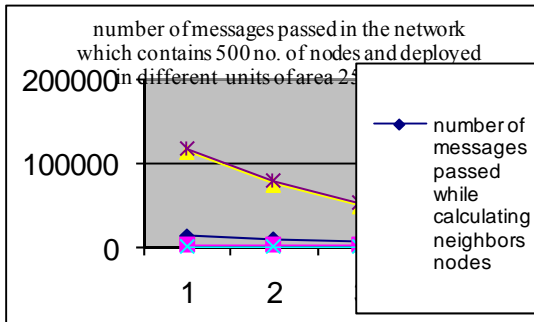 number of messages passed in the network
which contains 500 no. of nodes and deployed
in different units of area 25
200000
100000
0
1
2
number of
messages
passed
while
calculating
neighbors
nodes